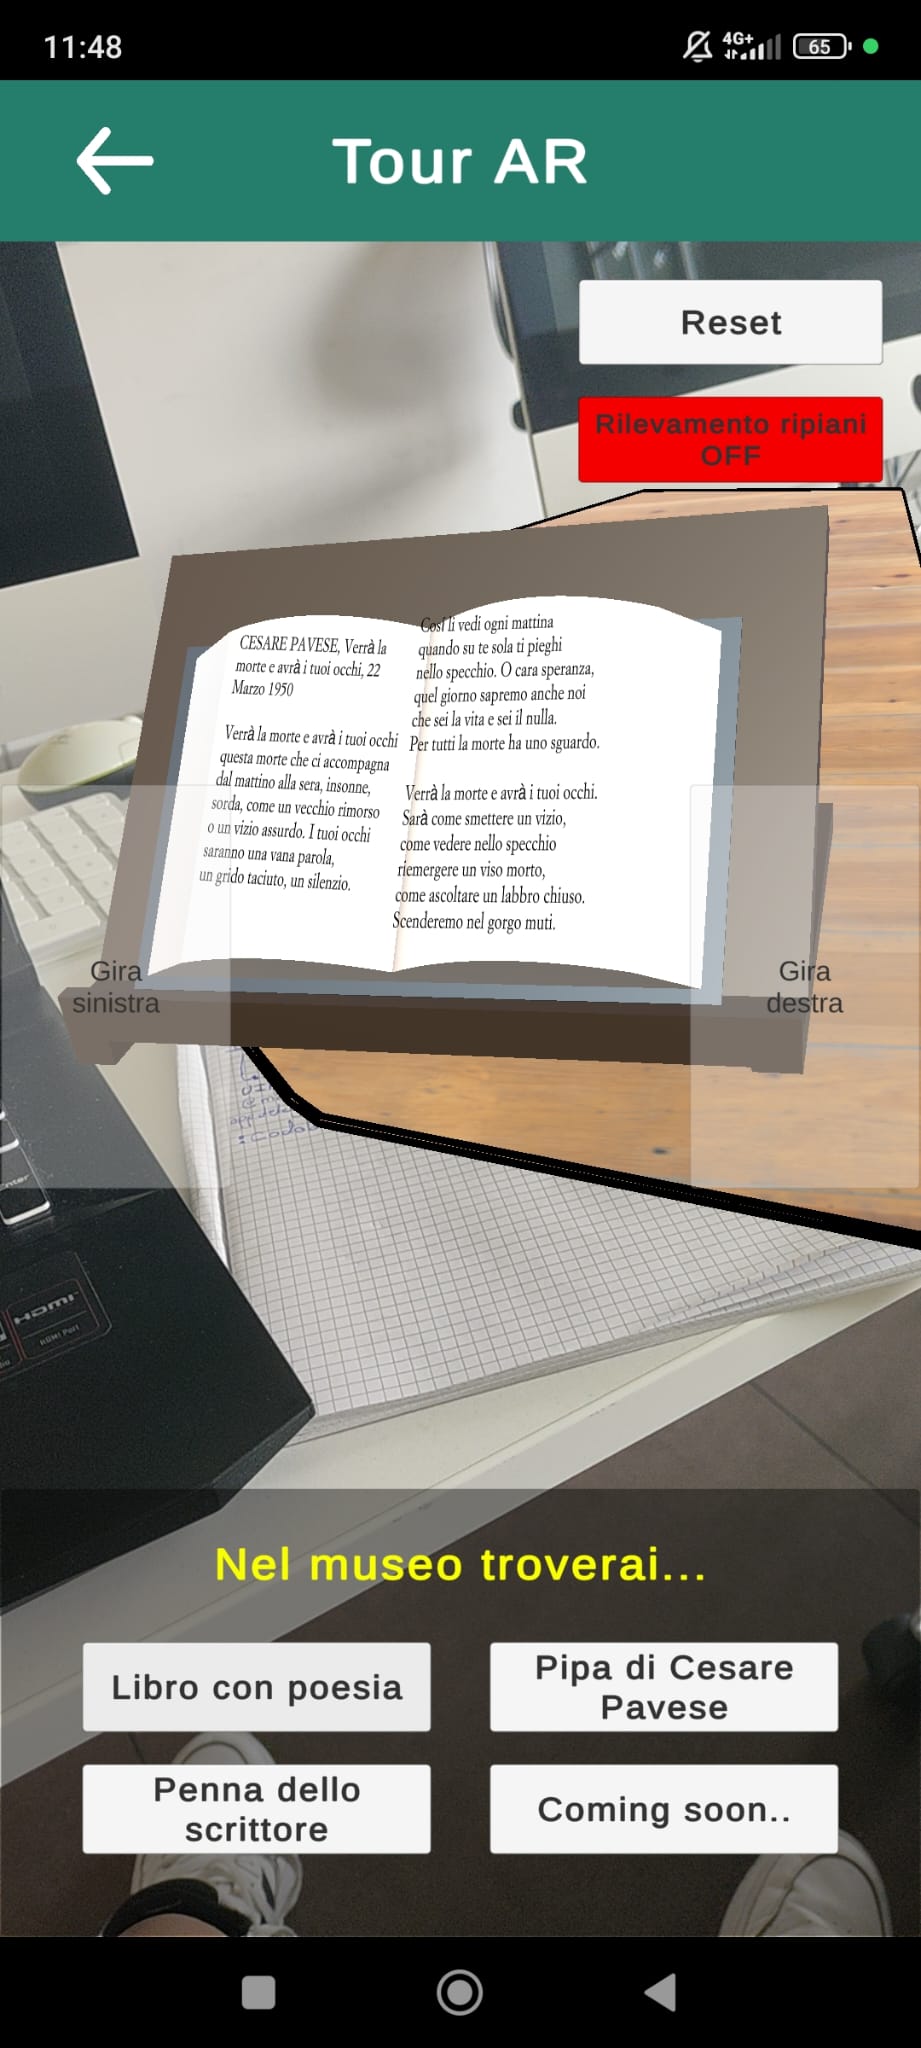 11:48
4G+
65
Tour AR
Reset
Rilevamento ripiani
OFF
CESARE PAVESE, Verrà la
morte e avrà i tuoi occhi, 22
Marzo 1950
Verrà la morte e avrà i tuoi occhi
questa morte che ci accompagna
dal mattino alla sera, insonne,
sorda, come un vecchio rimorso
o un vizio assurdo. I tuoi occhi
saranno una vana parola,
un grido taciuto, un silenzio.
Così li vedi ogni mattina
quando su te sola ti pieghi
nello specchio. O cara speranza,
quel giorno sapremo anche noi
che sei la vita e sei il nulla.
Per tutti la morte ha uno sguardo.
Verrà la morte e avrà i tuoi occhi.
Sarà come smettere un vizio,
come vedere nello specchio
riemergere un viso morto,
come ascoltare un labbro chiuso.
Scenderemo nel gorgo muti.
Gira
sinistra
Gira
destra
Enter
HDMI
HDMI Port
Nel museo troverai...
Libro con poesia
Pipa di Cesare
Pavese
Penna dello
scrittore
Coming soon..